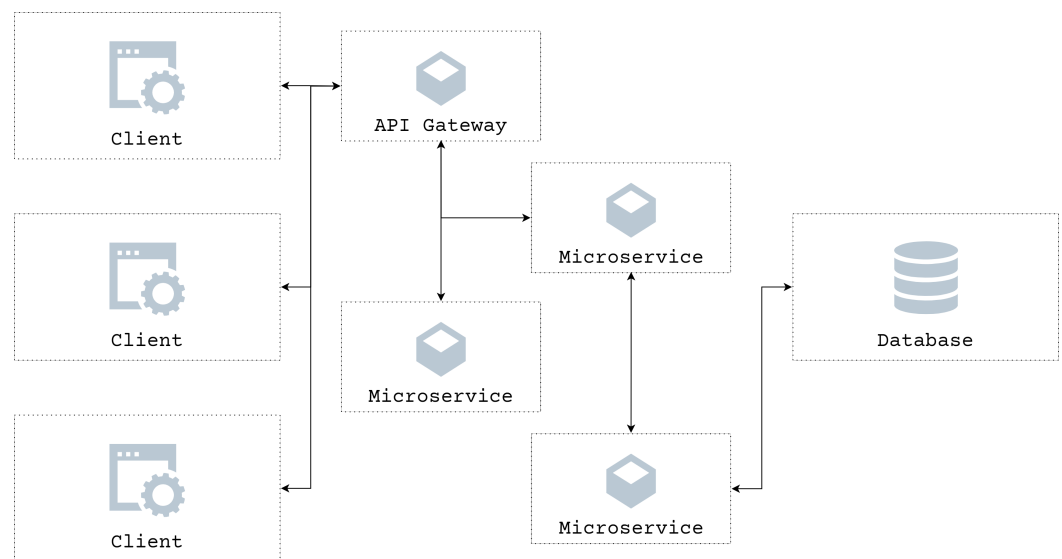 Client
API Gateway
Microservice
Client
Database
Microservice
Microservice
Client